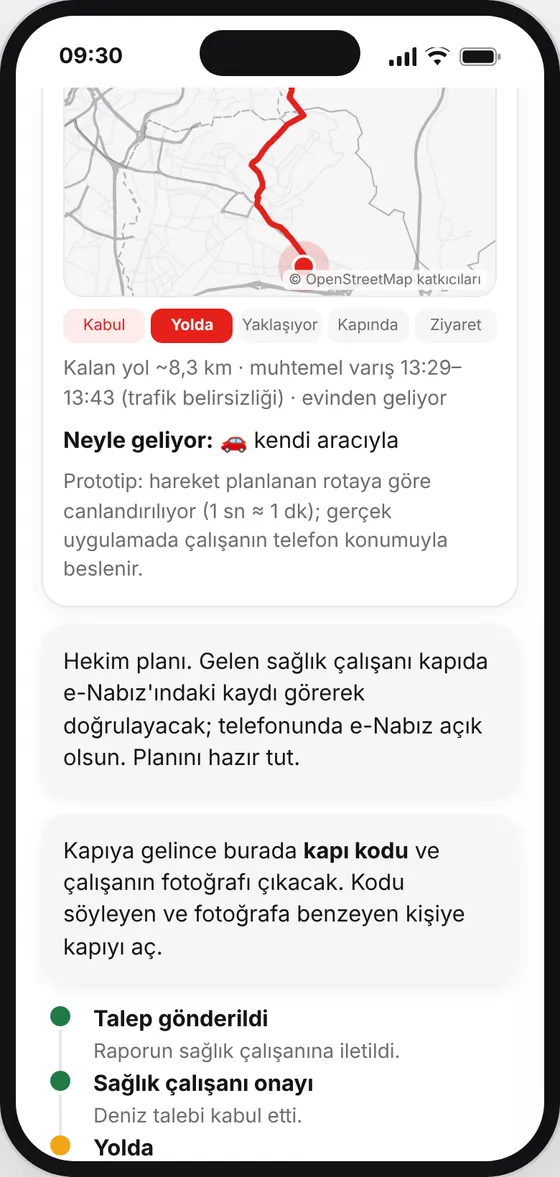 09:30
© OpenStreetMap katkıcıları
Kabul
Yolda
Yaklaşıyor
Kapında
Ziyaret
Kalan yol ~8,3 km · muhtemel varış 13:29–
13:43 (trafik belirsizliği) · evinden geliyor
Neyle geliyor: 🚗 kendi aracıyla
Prototip: hareket planlanan rotaya göre
canlandırılıyor (1 sn ≈ 1 dk); gerçek
uygulamada çalışanın telefon konumuyla
beslenir.
Hekim planı. Gelen sağlık çalışanı kapıda
e-Nabız'ındaki kaydı görerek
doğrulayacak; telefonunda e-Nabız açık
olsun. Planını hazır tut.
Kapıya gelince burada kapı kodu ve
çalışanın fotoğrafı çıkacak. Kodu
söyleyen ve fotoğrafa benzeyen kişiye
kapıyı aç.
Talep gönderildi
Raporun sağlık çalışanına iletildi.
Sağlık çalışanı onayı
Deniz talebi kabul etti.
Yolda